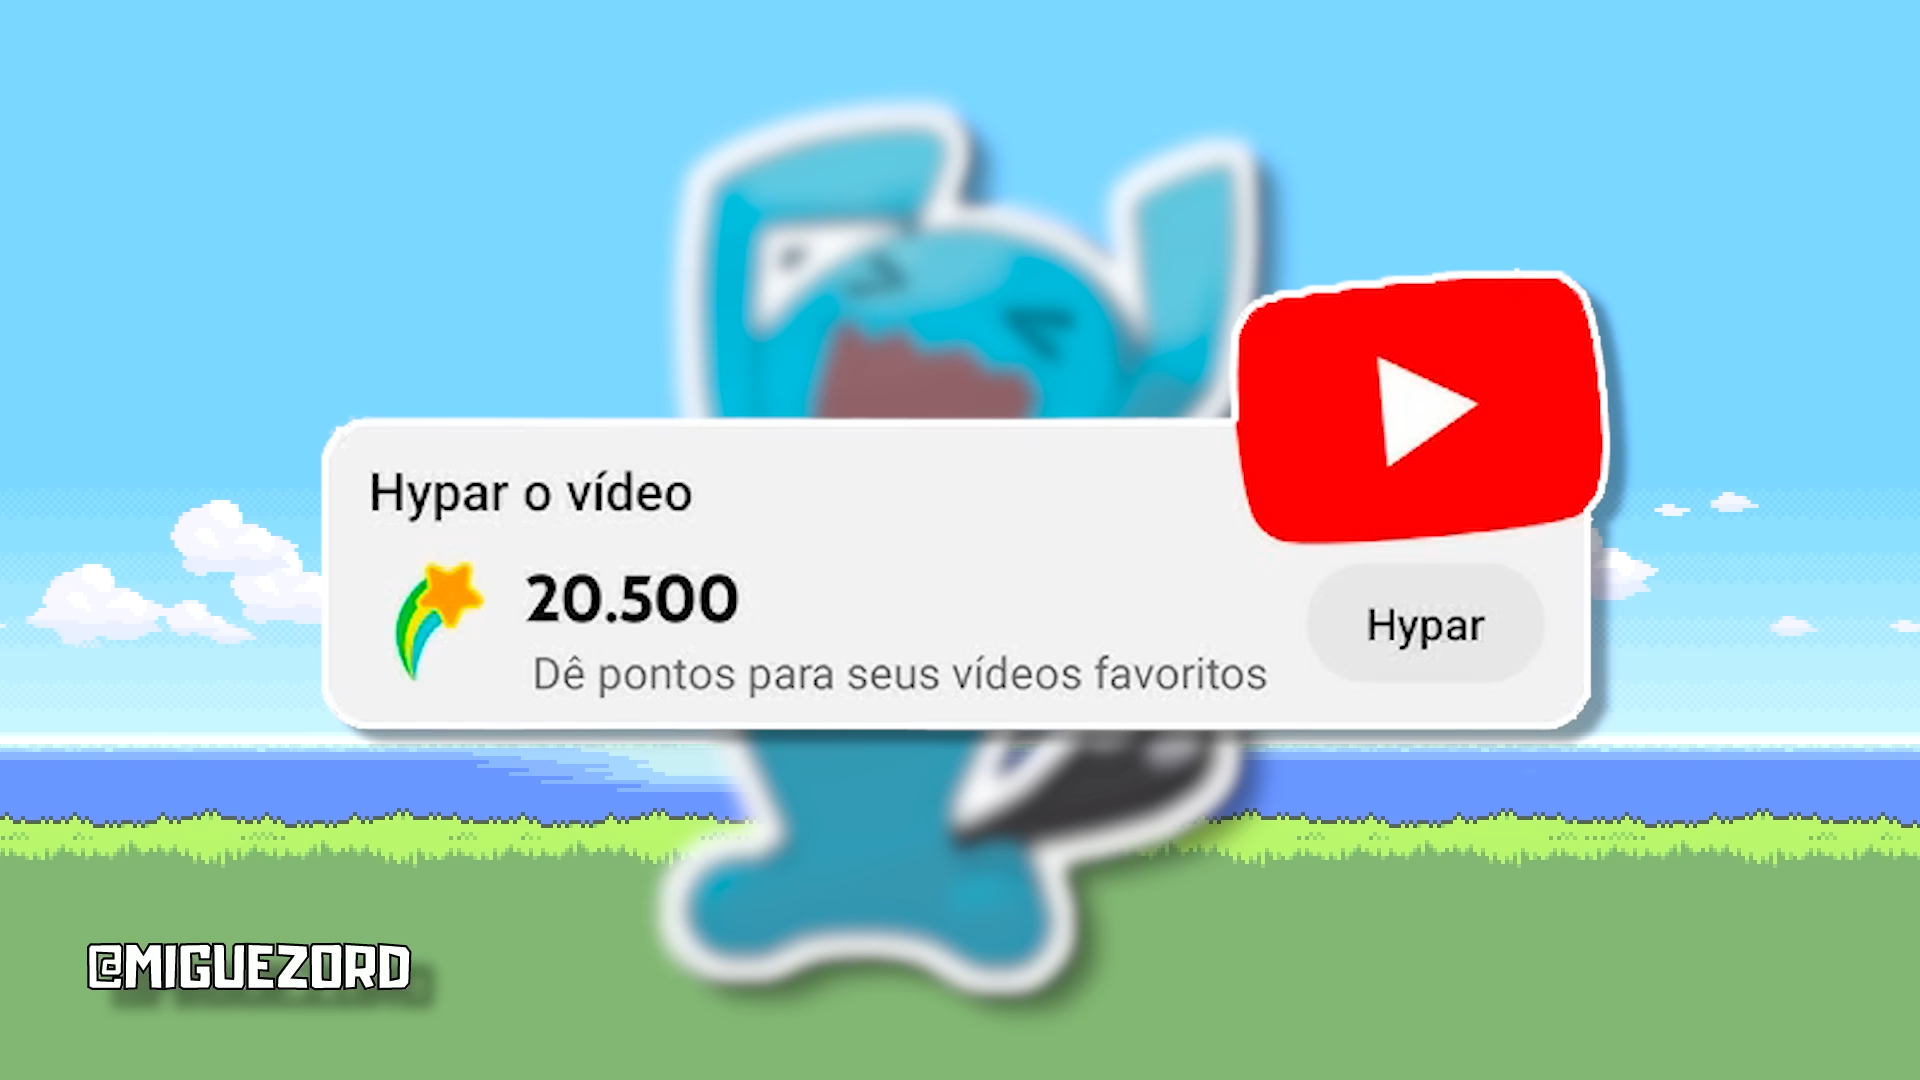 Hypar o vídeo
20.500
Dê pontos para seus vídeos favoritos
Hypar
@MIGUEZORD